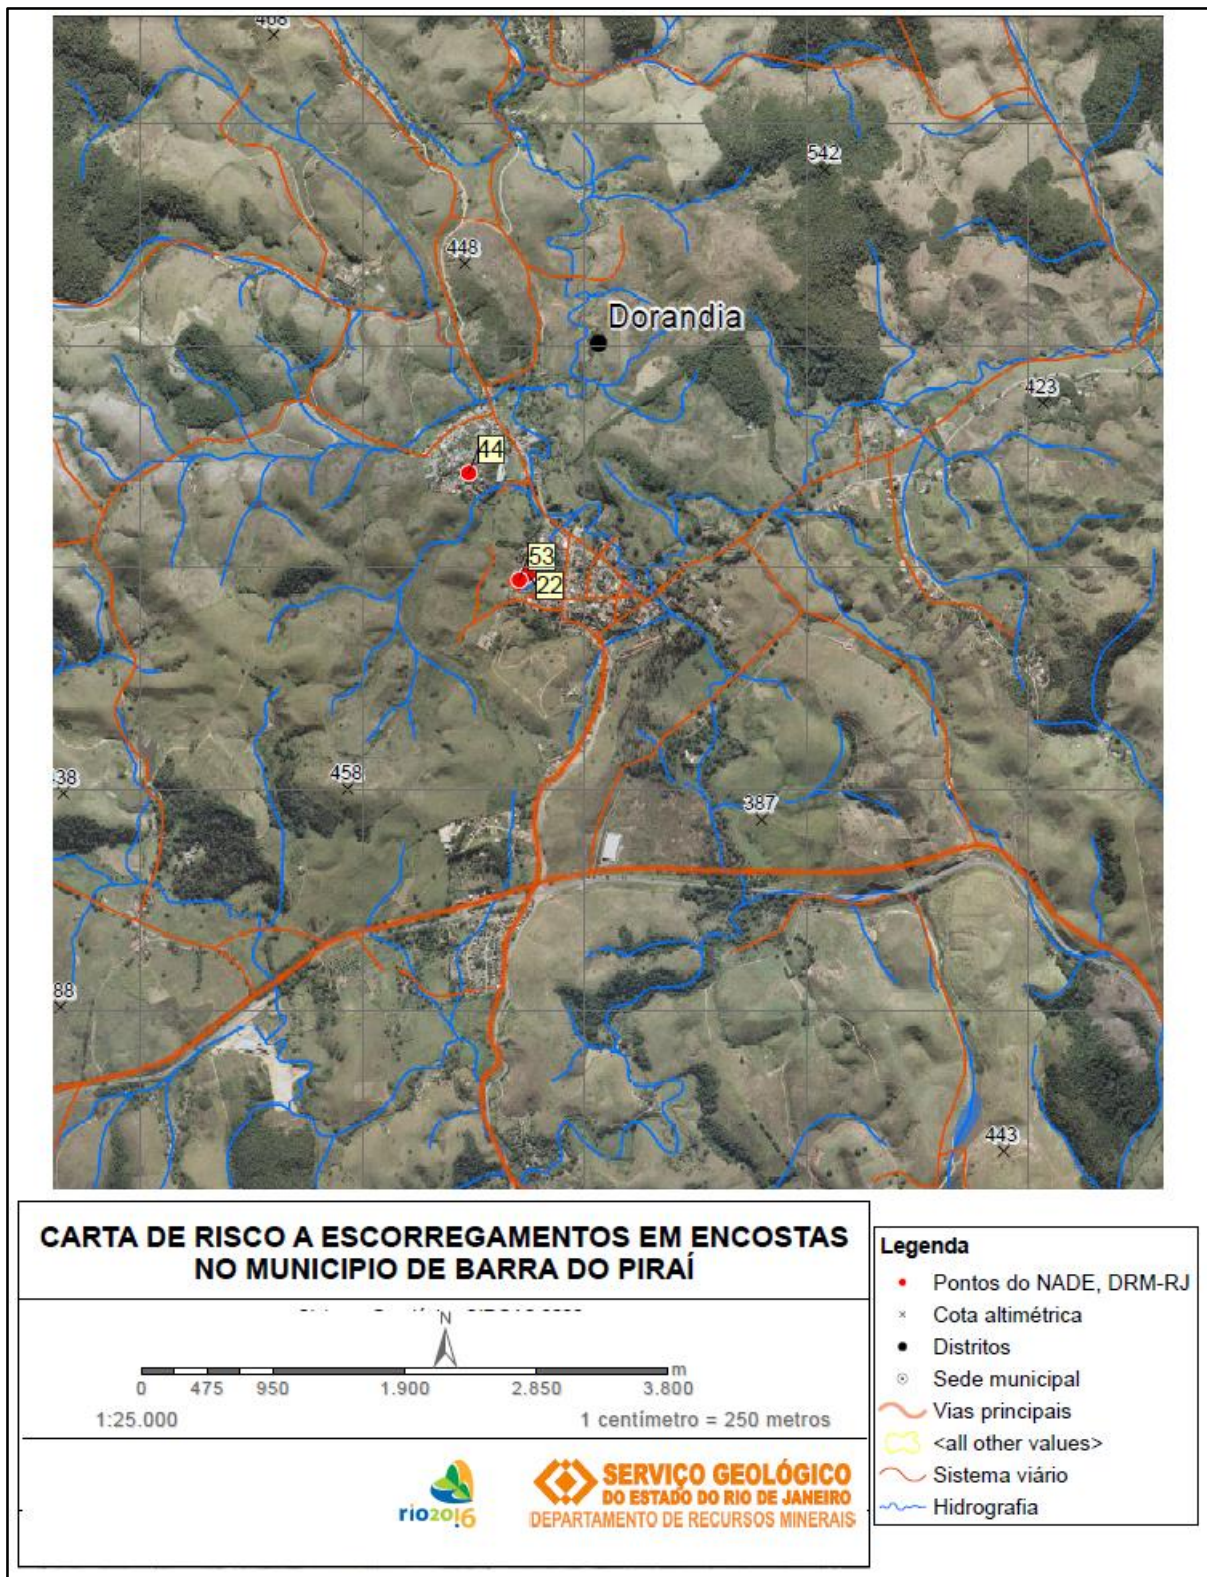 468
542
448
Dorandia
423
44
53
22
458
387
443
CARTA DE RISCO A ESCORREGAMENTOS EM ENCOSTAS
NO MUNICIPIO DE BARRA DO PIRAÍ
N
m
0 475 950 1.900 2.850 3.800
1:25.000 1 centímetro = 250 metros
rio2016
SERVIÇO GEOLÓGICO
DO ESTADO DO RIO DE JANEIRO
DEPARTAMENTO DE RECURSOS MINERAIS
Legenda
Pontos do NADE, DRM-RJ
Cota altimétrica
Distritos
Sede municipal
Vias principais
<all other values>
Sistema viário
Hidrografia